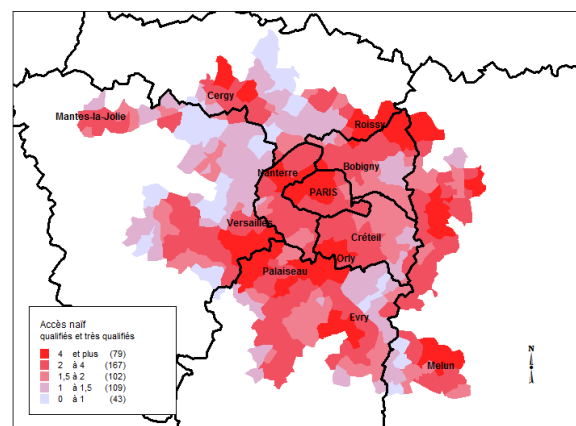 Cergy
Mantes-la-Jolie
Roissy
Bobigny
Nanterre
PARIS
Versailles
Créteil
Orly
Palaiseau
Evry
Melun
N
Accès naïf
qualifiés et très qualifiés
4 et plus (79)
2 à 4 (167)
1,5 à 2 (102)
1 à 1,5 (109)
0 à 1 (43)